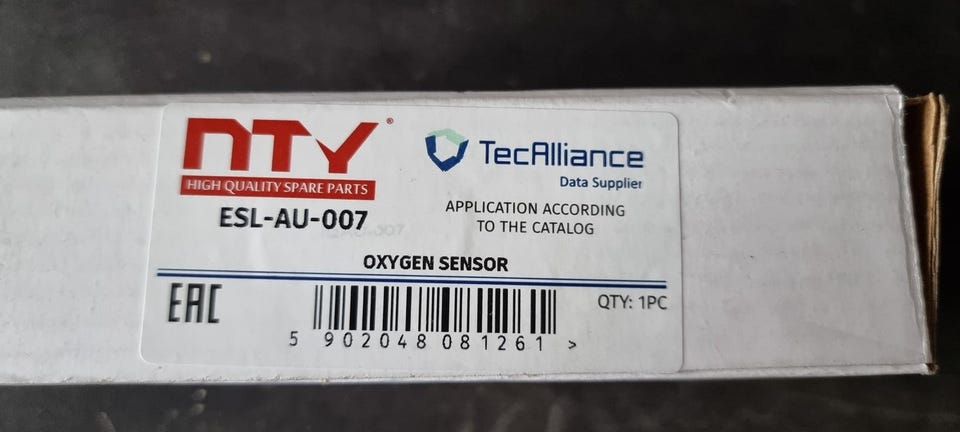 NTY ®
HIGH QUALITY SPARE PARTS
ESL-AU-007
TecAlliance
Data Supplier
APPLICATION ACCORDING
TO THE CATALOG
OXYGEN SENSOR
EAC
QTY: 1PC
5 902048 081261 >